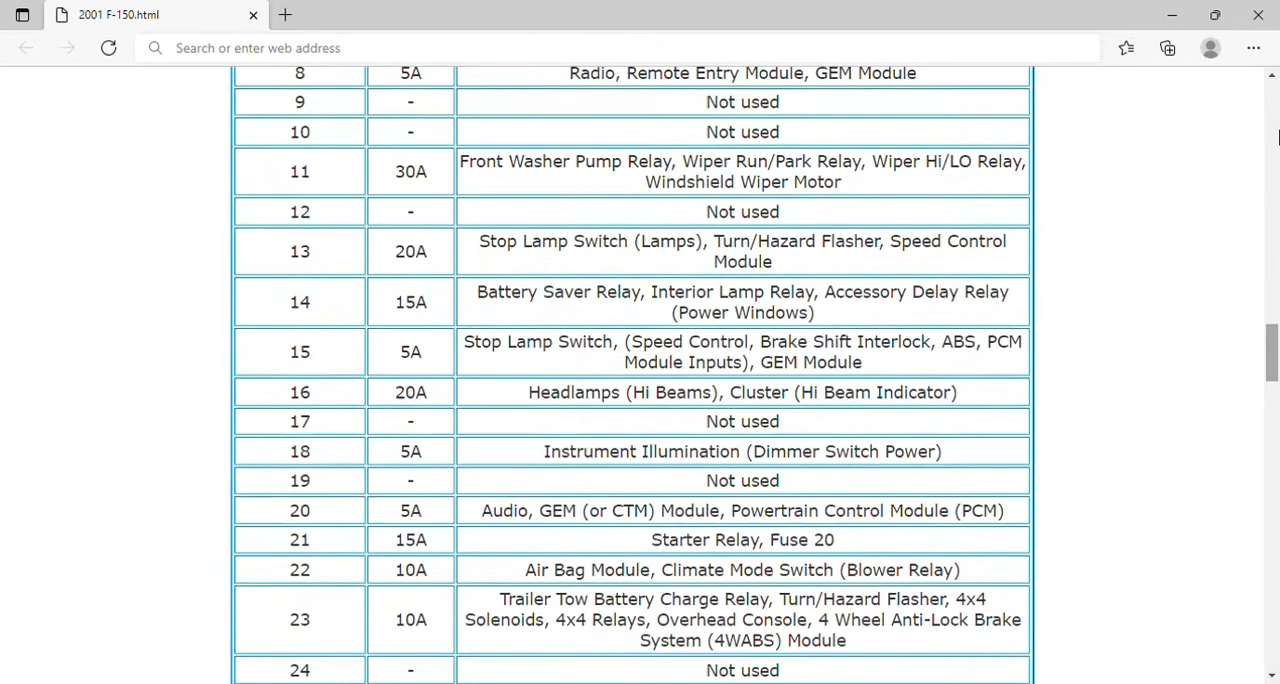 2001 F-150.html
Search or enter web address
8 5A Radio, Remote Entry Module, GEM Module
9 - Not used
10 - Not used
11 30A Front Washer Pump Relay, Wiper Run/Park Relay, Wiper Hi/LO Relay,
Windshield Wiper Motor
12 - Not used
13 20A Stop Lamp Switch (Lamps), Turn/Hazard Flasher, Speed Control
Module
14 15A Battery Saver Relay, Interior Lamp Relay, Accessory Delay Relay
(Power Windows)
15 5A Stop Lamp Switch, (Speed Control, Brake Shift Interlock, ABS, PCM
Module Inputs), GEM Module
16 20A Headlamps (Hi Beams), Cluster (Hi Beam Indicator)
17 - Not used
18 5A Instrument Illumination (Dimmer Switch Power)
19 - Not used
20 5A Audio, GEM (or CTM) Module, Powertrain Control Module (PCM)
21 15A Starter Relay, Fuse 20
22 10A Air Bag Module, Climate Mode Switch (Blower Relay)
23 10A Trailer Tow Battery Charge Relay, Turn/Hazard Flasher, 4x4
Solenoids, 4x4 Relays, Overhead Console, 4 Wheel Anti-Lock Brake
System (4WABS) Module
24 - Not used